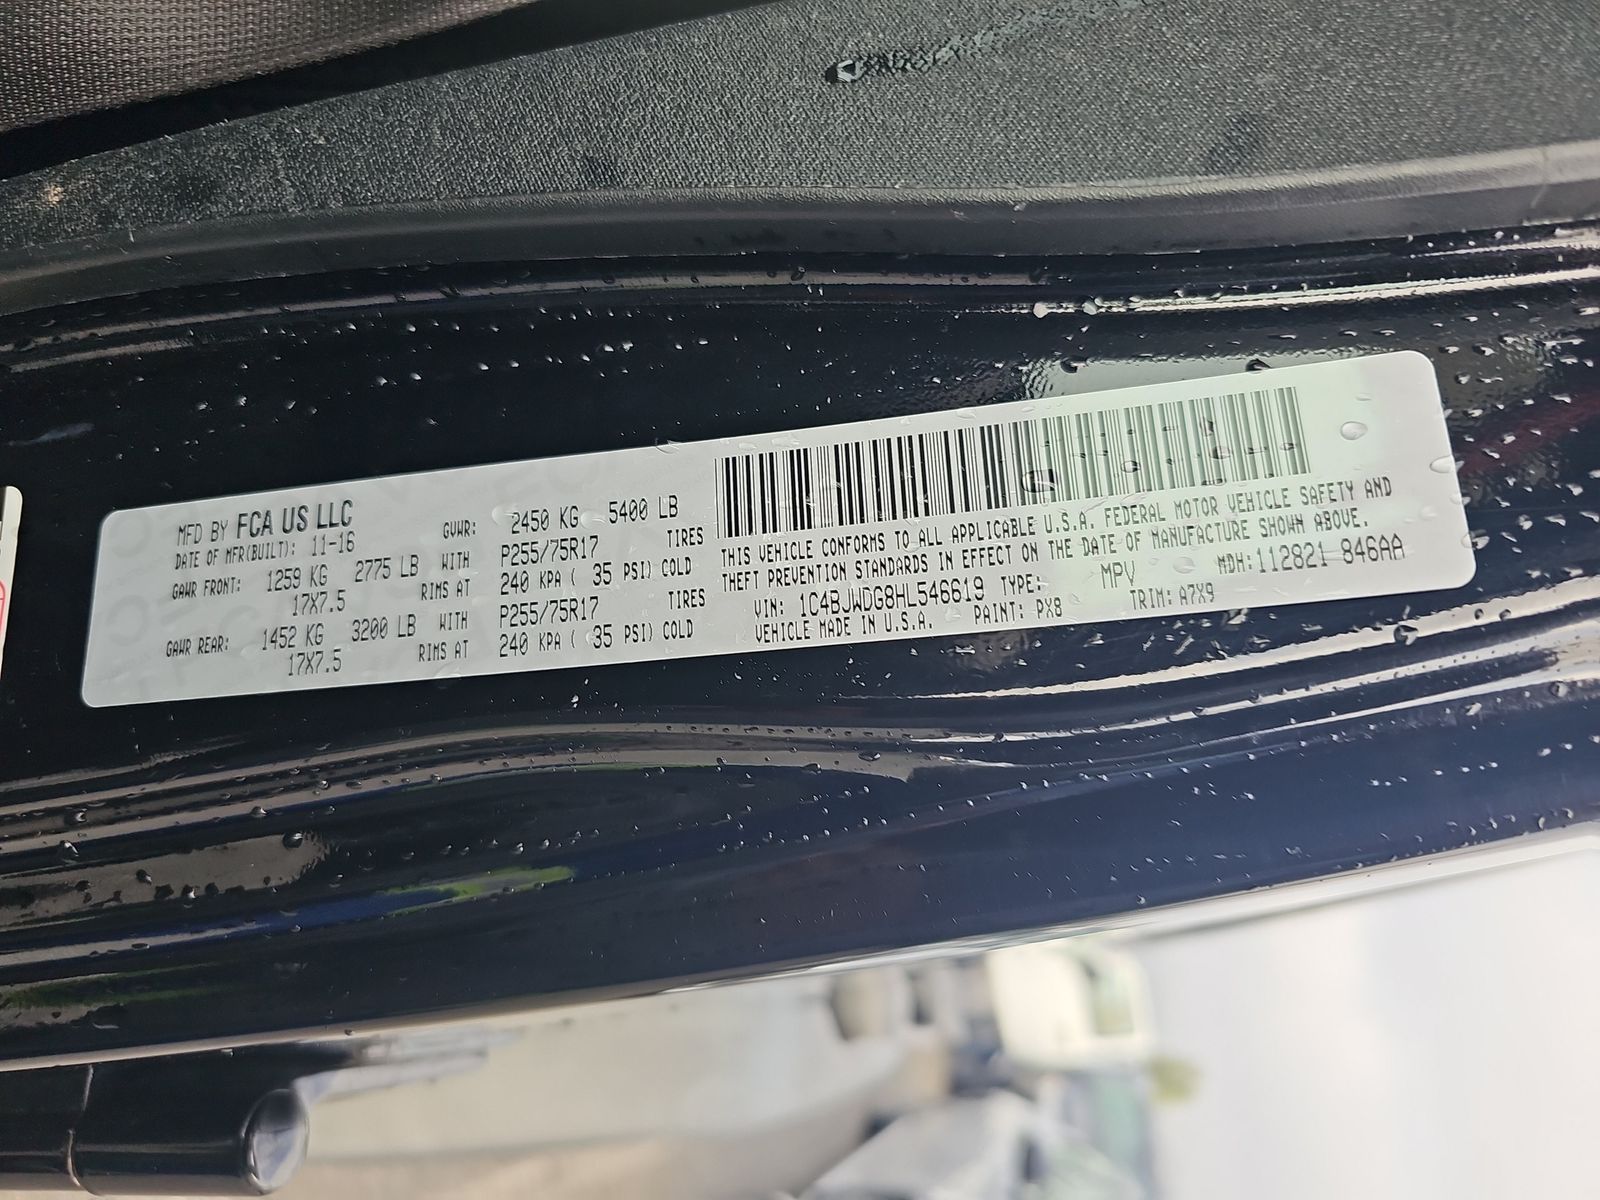 MFD BY FCA US LLC
DATE OF MFR(BUILT): 11-16 GVWR: 2450 KG 5400 LB
GAWR FRONT: 1259 KG 2775 LB WITH P255/75R17 TIRES
17X7.5 RIMS AT 240 KPA ( 35 PSI) COLD
GAWR REAR: 1452 KG 3200 LB WITH P255/75R17 TIRES
17X7.5 RIMS AT 240 KPA ( 35 PSI) COLD
THIS VEHICLE CONFORMS TO ALL APPLICABLE U.S.A. FEDERAL MOTOR VEHICLE SAFETY AND
THEFT PREVENTION STANDARDS IN EFFECT ON THE DATE OF MANUFACTURE SHOWN ABOVE.
VIN: 1C4BJWDG8HL546619 TYPE: MPV MDH: 112821 846AA
VEHICLE MADE IN U.S.A. PAINT: PX8 TRIM: A7X9